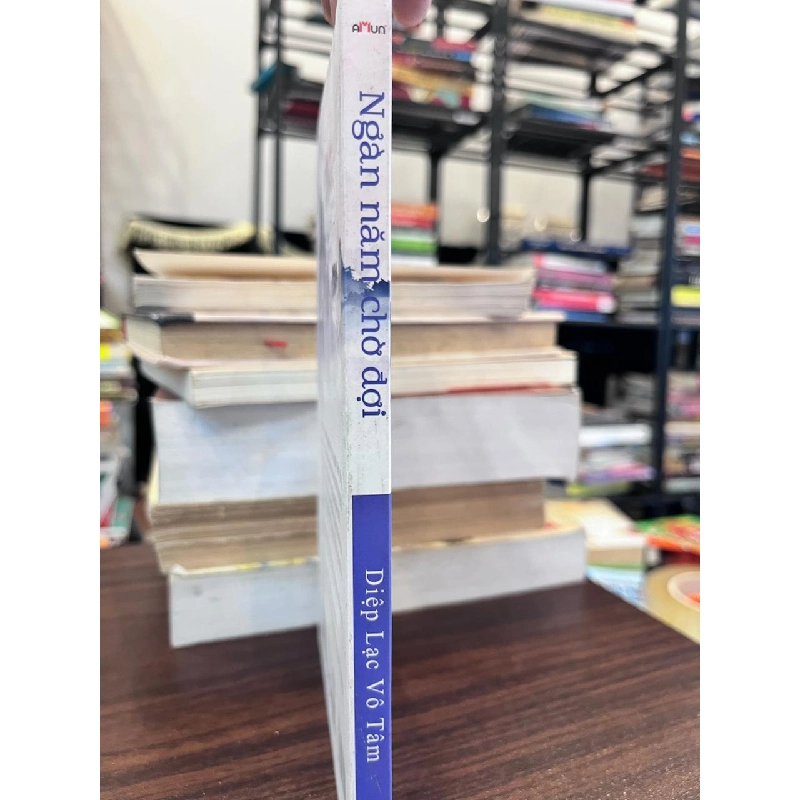 AMUN
Ngàn năm chờ đợi
Diệp Lạc Vô Tâm